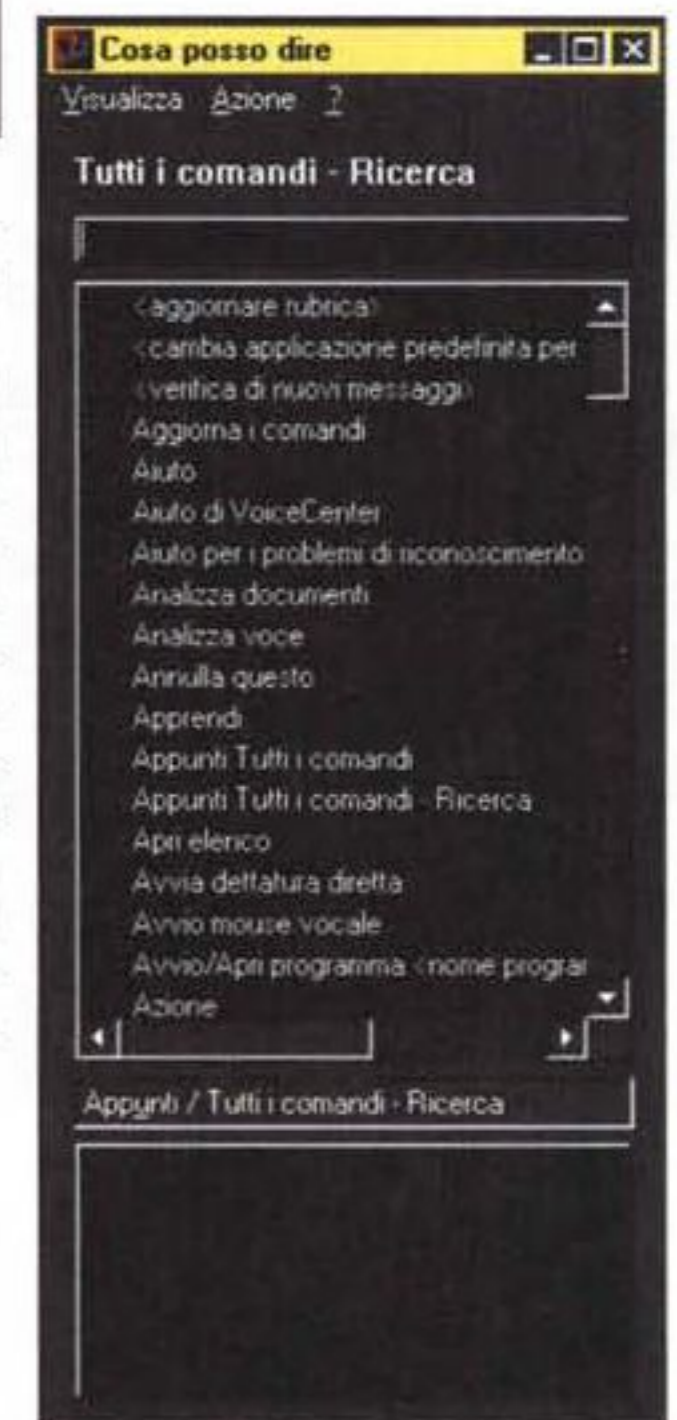 Cosa posso dire
Visualizza Azione ?
Tutti i comandi - Ricerca
<aggiornare rubrica>
<cambia applicazione predefinita per
<verifica di nuovi messaggi>
Aggiorna i comandi
Aiuto
Aiuto di VoiceCenter
Aiuto per i problemi di riconoscimento
Analizza documenti
Analizza voce
Annulla questo
Apprendi
Appunti Tutti i comandi
Appunti Tutti i comandi - Ricerca
Apri elenco
Avvia dettatura diretta
Avvio mouse vocale
Avvio/Apri programma <nome prograr
Azione
Appunti / Tutti i comandi - Ricerca